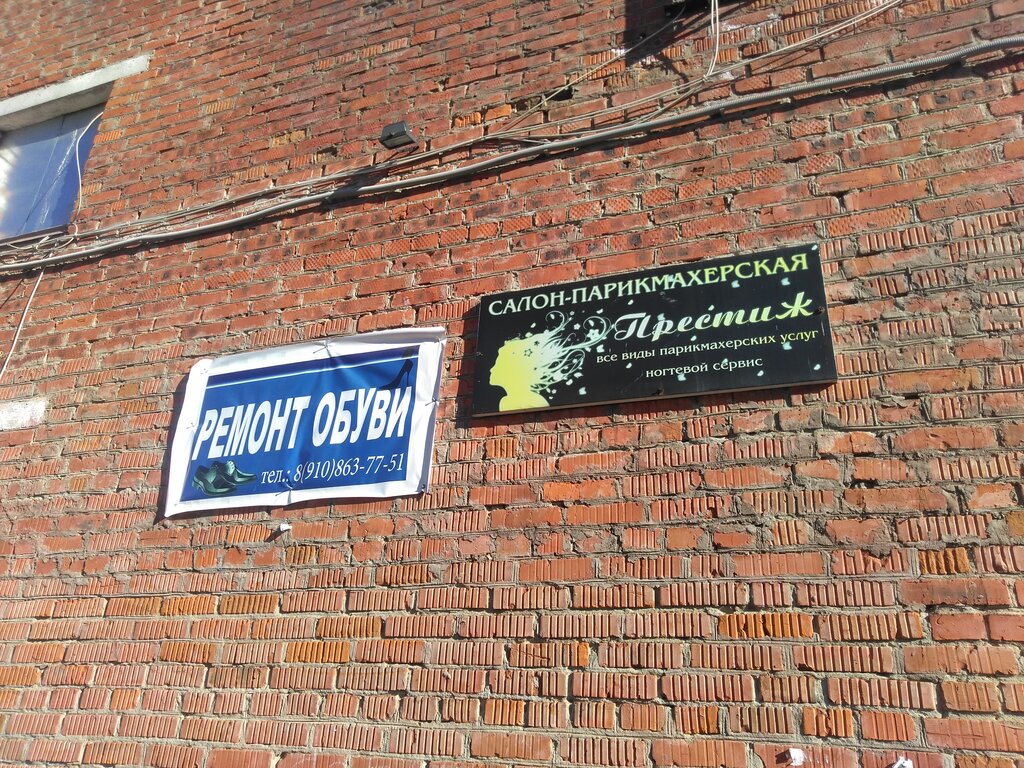 РЕМОНТ ОБУВИ
тел.: 8(910)863-77-51
САЛОН-ПАРИКМАХЕРСКАЯ
Престиж
все виды парикмахерских услуг
ногтевой сервис